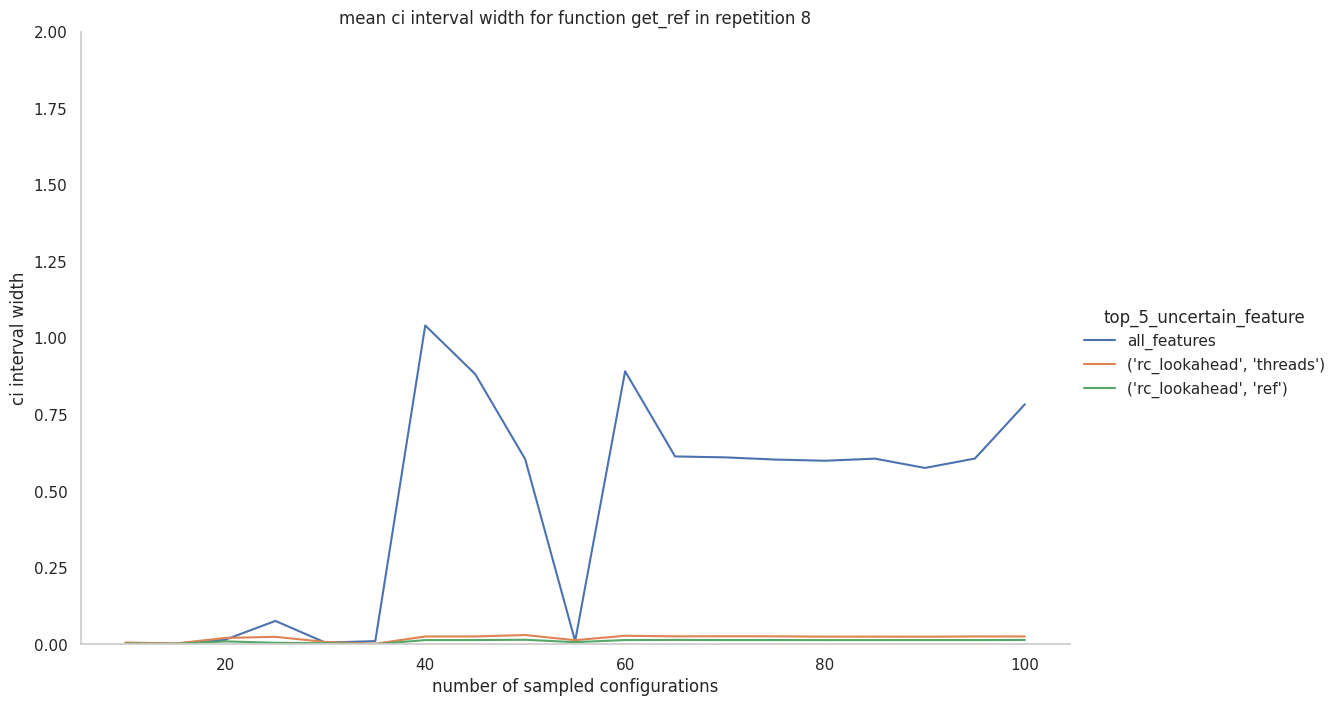 mean ci interval width for function get_ref in repetition 8
2.00
1.75
1.50
1.25
1.00
0.75
0.50
0.25
0.00
ci interval width
20
40
60
80
100
number of sampled configurations
top_5_uncertain_feature
all_features
('rc_lookahead', 'threads')
('rc_lookahead', 'ref')